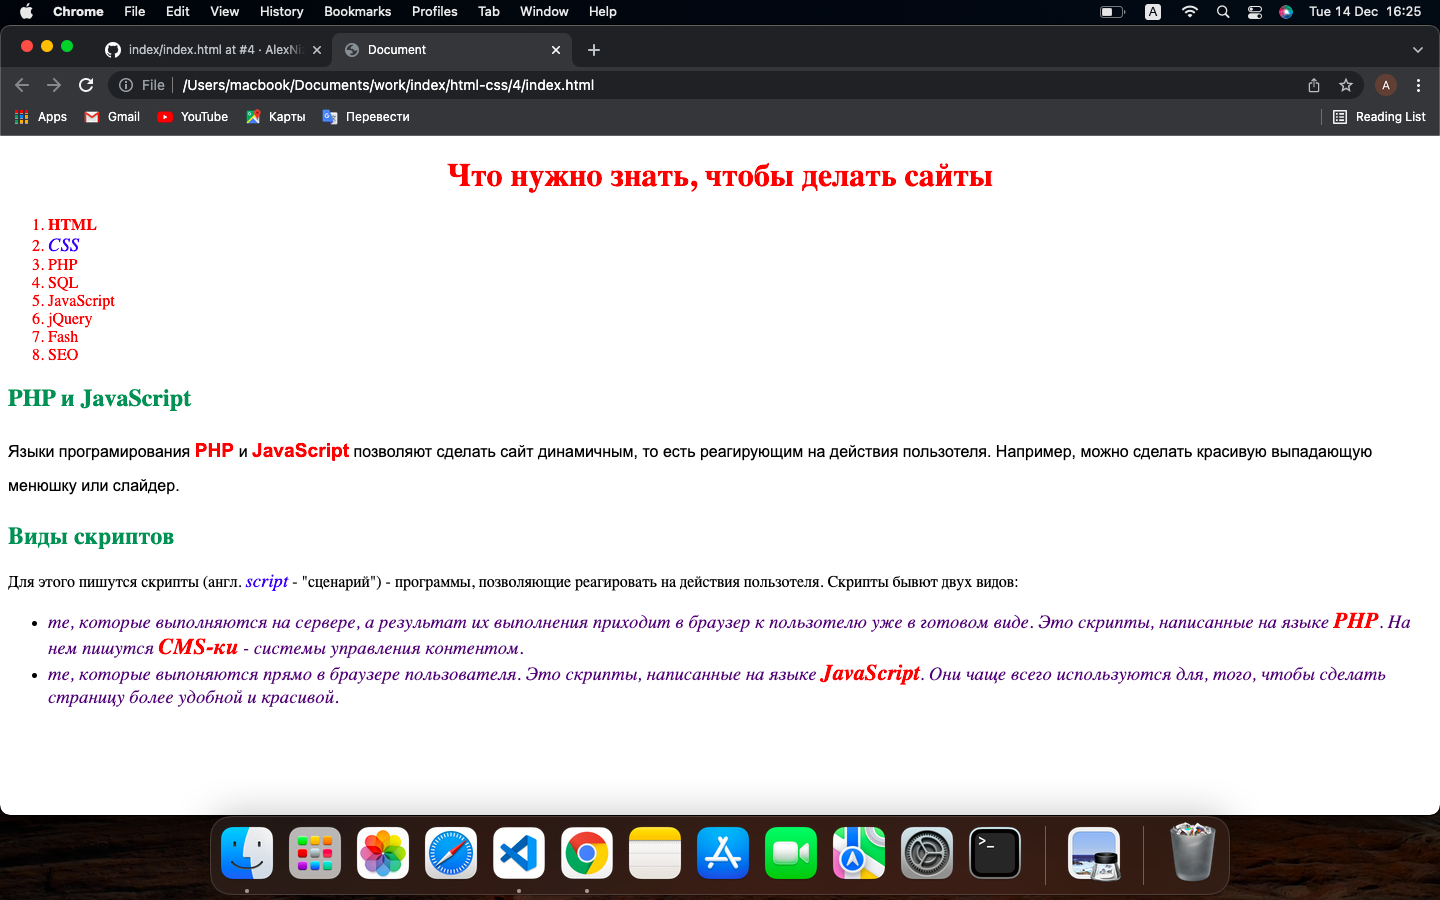 Chrome File Edit View History Bookmarks Profiles Tab Window Help A Tue 14 Dec 16:25
index/index.html at #4 · AlexNi Document
File /Users/macbook/Documents/work/index/html-css/4/index.html A
Apps Gmail YouTube Карты Перевести Reading List
Что нужно знать, чтобы делать сайты
1. HTML
2. CSS
3. PHP
4. SQL
5. JavaScript
6. jQuery
7. Fash
8. SEO
PHP и JavaScript
Языки програмирования PHP и JavaScript позволяют сделать сайт динамичным, то есть реагирующим на действия пользотеля. Например, можно сделать красивую выпадающую
менюшку или слайдер.
Виды скриптов
Для этого пишутся скрипты (англ. script - "сценарий") - программы, позволяющие реагировать на действия пользотеля. Скрипты бывют двух видов:
• те, которые выполняются на сервере, а результат их выполнения приходит в браузер к пользотелю уже в готовом виде. Это скрипты, написанные на языке PHP. На
нем пишутся CMS-ки - системы управления контентом.
• те, которые выпоняются прямо в браузере пользователя. Это скрипты, написанные на языке JavaScript. Они чаще всего используются для, того, чтобы сделать
страницу более удобной и красивой.